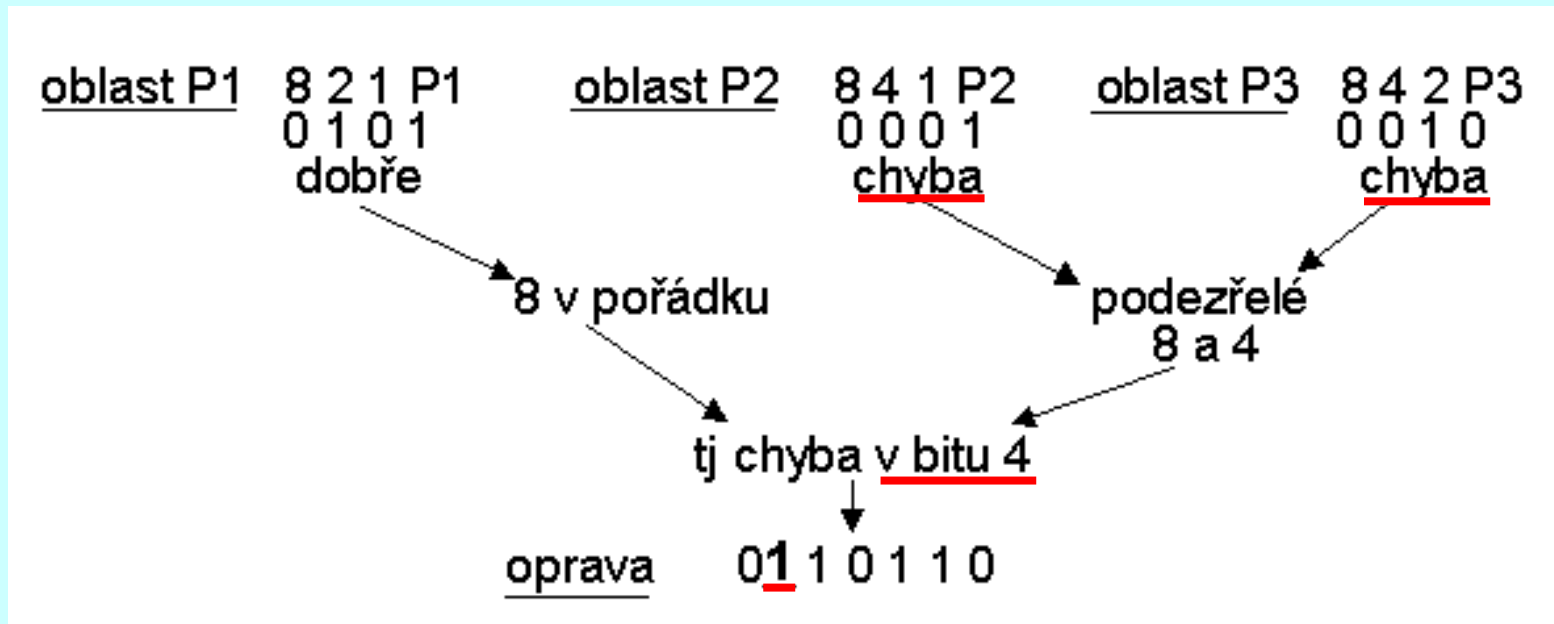 oblast P1 8 2 1 P1 oblast P2 8 4 1 P2 oblast P3 8 4 2 P3
0 1 0 1 0 0 0 1 0 0 1 0
dobře chyba chyba
8 v pořádku podezřelé
8 a 4
tj chyba v bitu 4
oprava 0 1 1 0 1 1 0